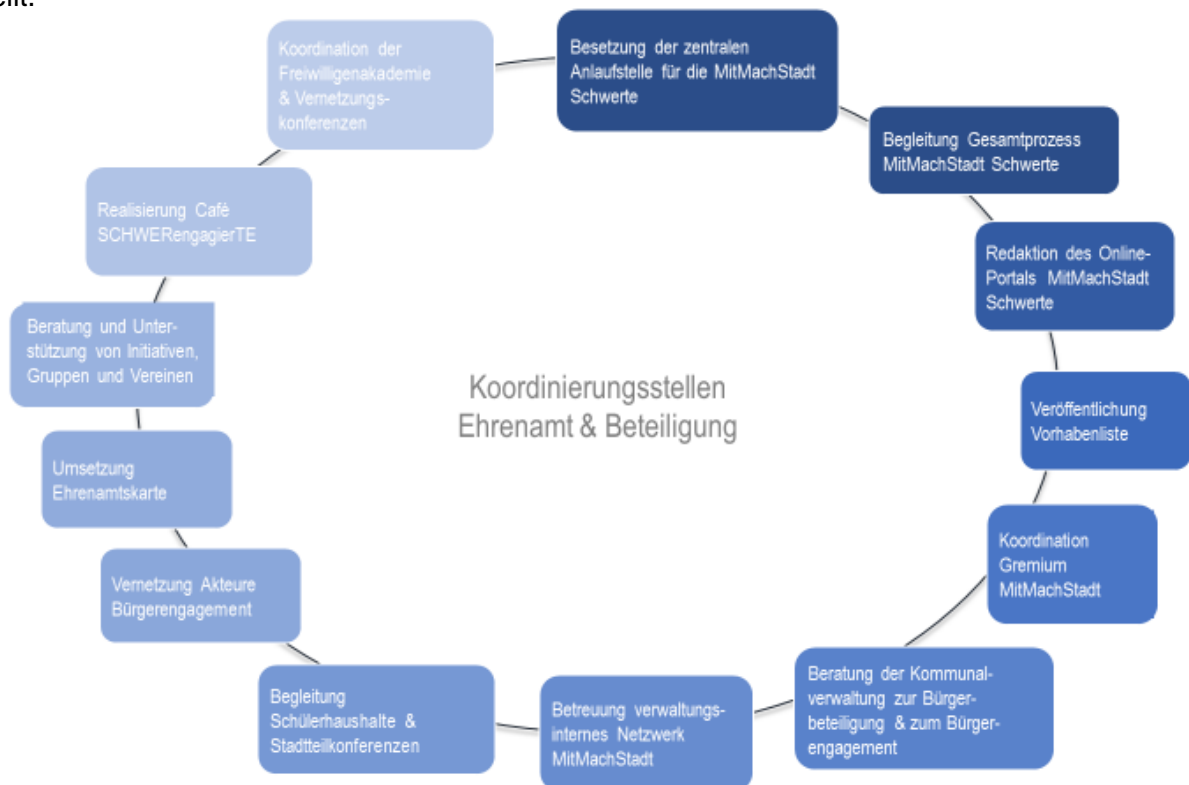 Besetzung der zentralen
Anlaufstelle für die MitMachStadt
Schwerte
Begleitung Gesamtprozess
MitMachStadt Schwerte
Redaktion des Online-
Portals MitMachStadt
Schwerte
Veröffentlichung
Vorhabenliste
Koordination
Gremium
MitMachStadt
Beratung der Kommunal-
verwaltung zur Bürger-
beteiligung & zum Bürger-
engagement
Betreuung verwaltungs-
internes Netzwerk
MitMachStadt
Begleitung
Schülerhaushalte &
Stadtteilkonferenzen
Vernetzung Akteure
Bürgerengagement
Umsetzung
Ehrenamtskarte
Beratung und Unter-
stützung von Initiativen,
Gruppen und Vereinen
Realisierung Café
SCHWERengagierTE
Koordination der
Freiwilligenakademie
& Vernetzungs-
konferenzen
Koordinierungsstellen
Ehrenamt & Beteiligung